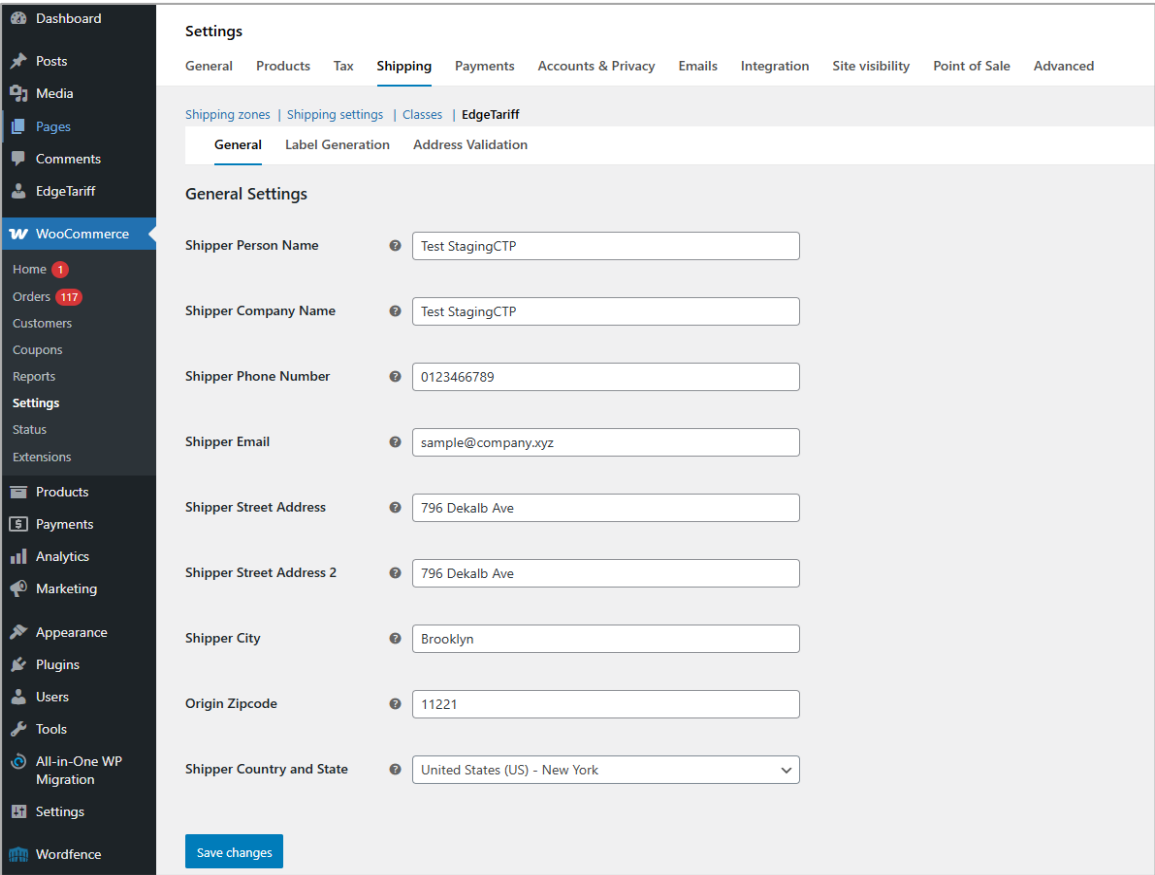 Dashboard
Posts
Media
Pages
Comments
EdgeTariff
WooCommerce
Home 1
Orders 117
Customers
Coupons
Reports
Settings
Status
Extensions
Products
Payments
Analytics
Marketing
Appearance
Plugins
Users
Tools
All-in-One WP
Migration
Settings
Wordfence
Settings
General Products Tax Shipping Payments Accounts & Privacy Emails Integration Site visibility Point of Sale Advanced
Shipping zones | Shipping settings | Classes | EdgeTariff
General Label Generation Address Validation
General Settings
Shipper Person Name ? Test StagingCTP
Shipper Company Name ? Test StagingCTP
Shipper Phone Number ? 0123466789
Shipper Email ? sample@company.xyz
Shipper Street Address ? 796 Dekalb Ave
Shipper Street Address 2 ? 796 Dekalb Ave
Shipper City ? Brooklyn
Origin Zipcode ? 11221
Shipper Country and State ? United States (US) - New York
Save changes